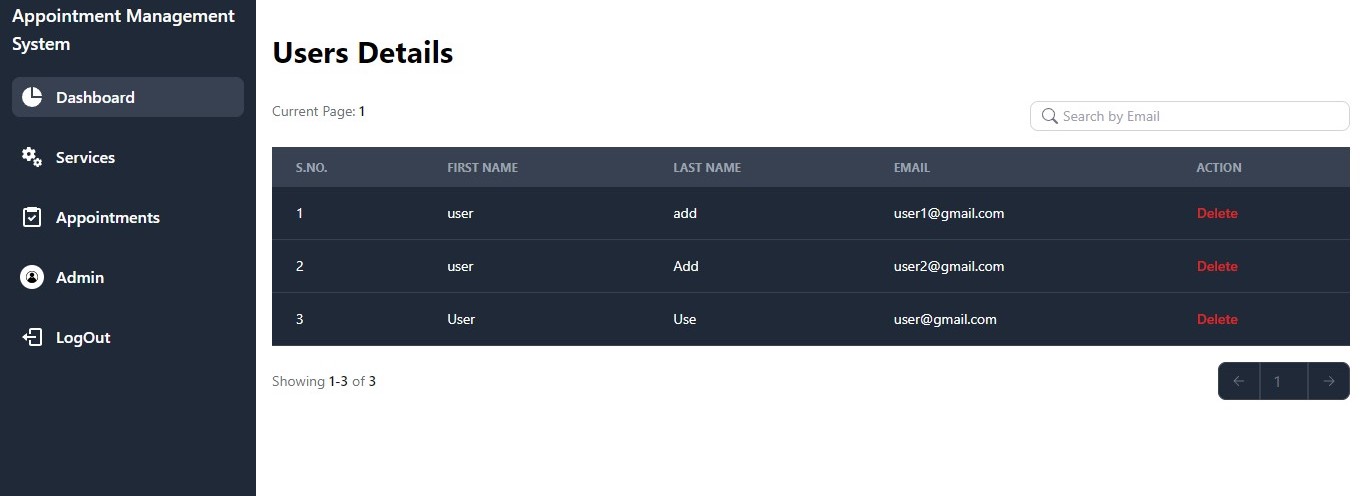 Appointment Management
System
Dashboard
Services
Appointments
Admin
LogOut
Users Details
Current Page: 1
Search by Email
S.NO. FIRST NAME LAST NAME EMAIL ACTION
1 user add user1@gmail.com Delete
2 user Add user2@gmail.com Delete
3 User Use user@gmail.com Delete
Showing 1-3 of 3
1